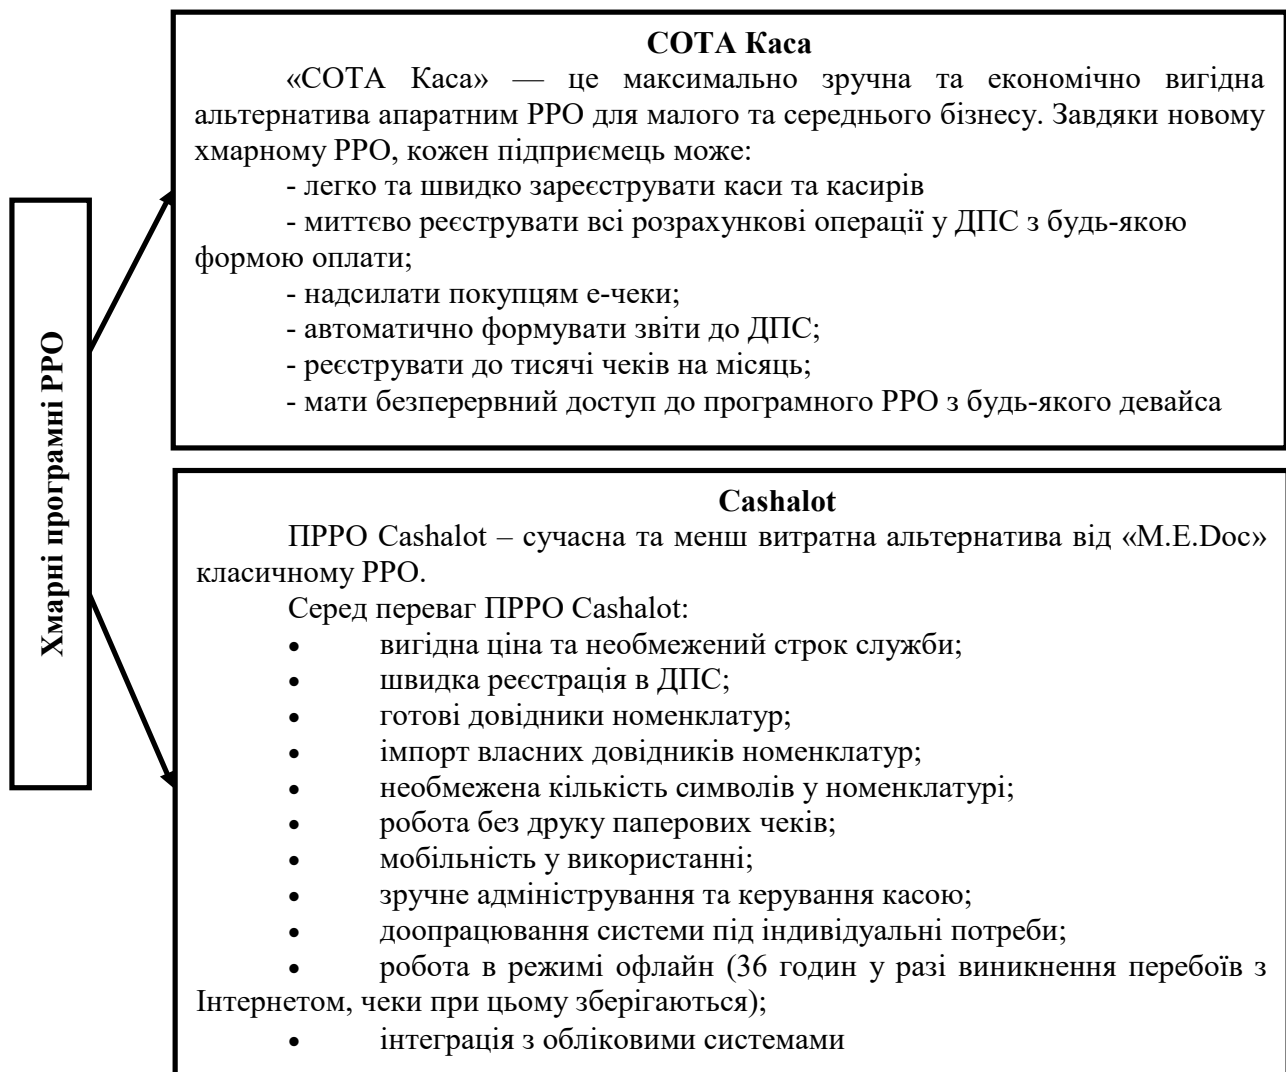 Хмарні програмні РРО
СОТА Каса
«СОТА Каса» — це максимально зручна та економічно вигідна
альтернатива апаратним РРО для малого та середнього бізнесу. Завдяки новому
хмарному РРО, кожен підприємець може:
- легко та швидко зареєструвати каси та касирів
- миттєво реєструвати всі розрахункові операції у ДПС з будь-якою
формою оплати;
- надсилати покупцям е-чеки;
- автоматично формувати звіти до ДПС;
- реєструвати до тисячі чеків на місяць;
- мати безперервний доступ до програмного РРО з будь-якого девайса
Cashalot
ПРРО Cashalot – сучасна та менш витратна альтернатива від «M.E.Doc»
класичному РРО.
Серед переваг ПРРО Cashalot:
• вигідна ціна та необмежений строк служби;
• швидка реєстрація в ДПС;
• готові довідники номенклатур;
• імпорт власних довідників номенклатур;
• необмежена кількість символів у номенклатурі;
• робота без друку паперових чеків;
• мобільність у використанні;
• зручне адміністрування та керування касою;
• доопрацювання системи під індивідуальні потреби;
• робота в режимі офлайн (36 годин у разі виникнення перебоїв з
Інтернетом, чеки при цьому зберігаються);
• інтеграція з обліковими системами